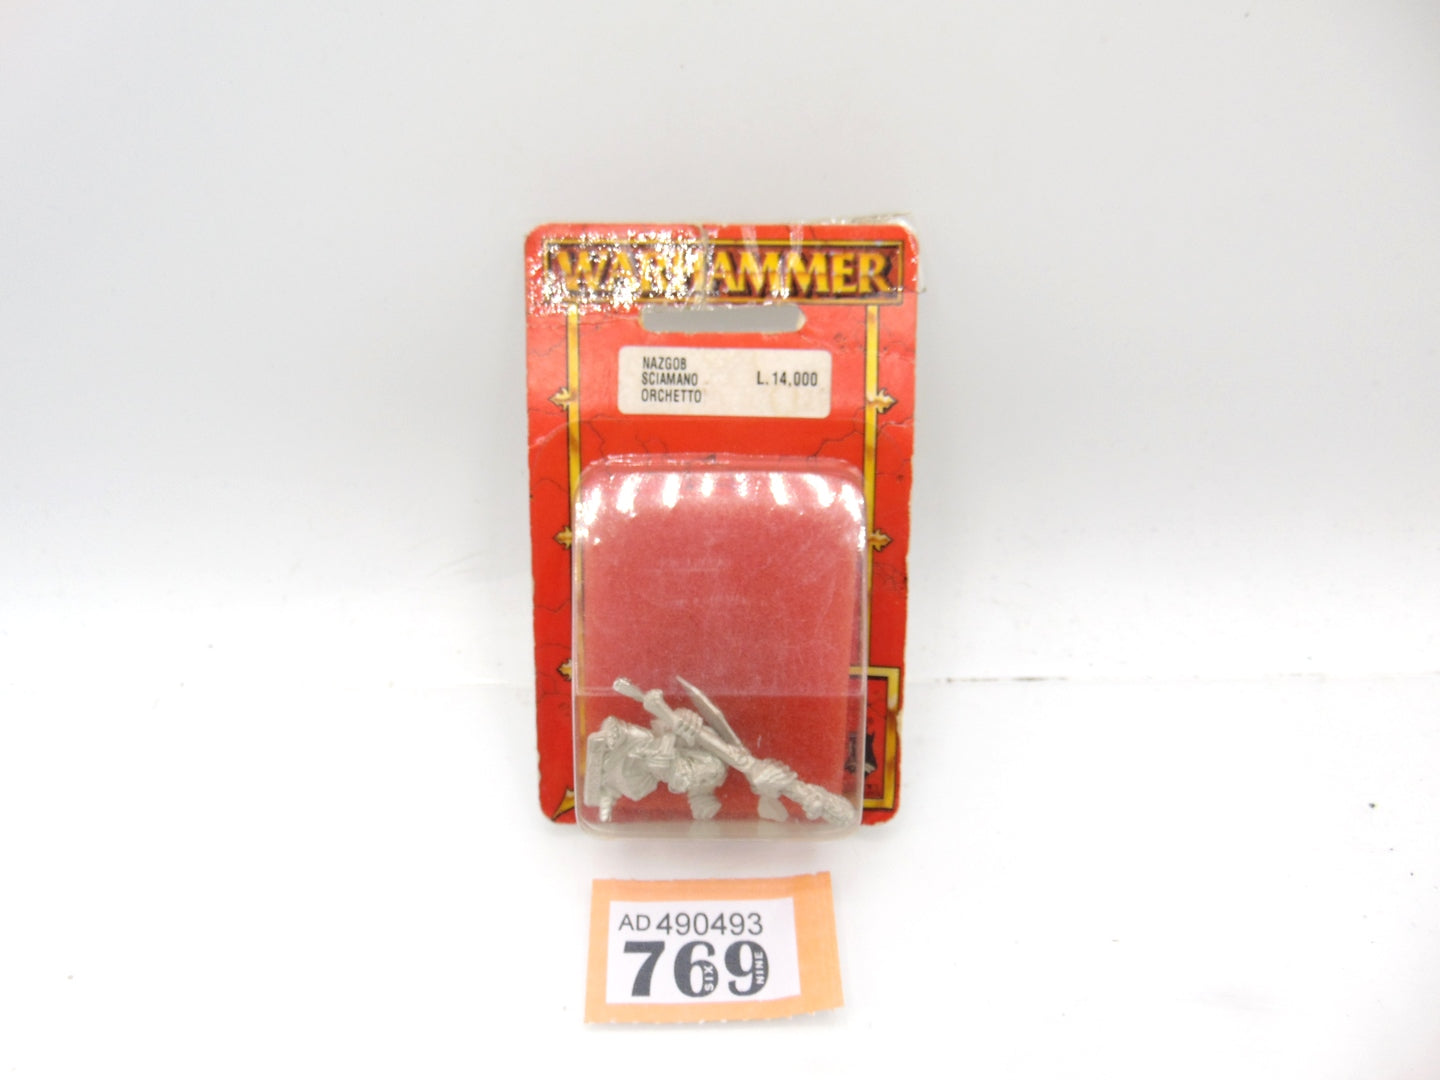 WARHAMMER
NAZGOB
SCIAMANO
ORCHETTO
L.14,000
AD 490493
769
SIX
NINE